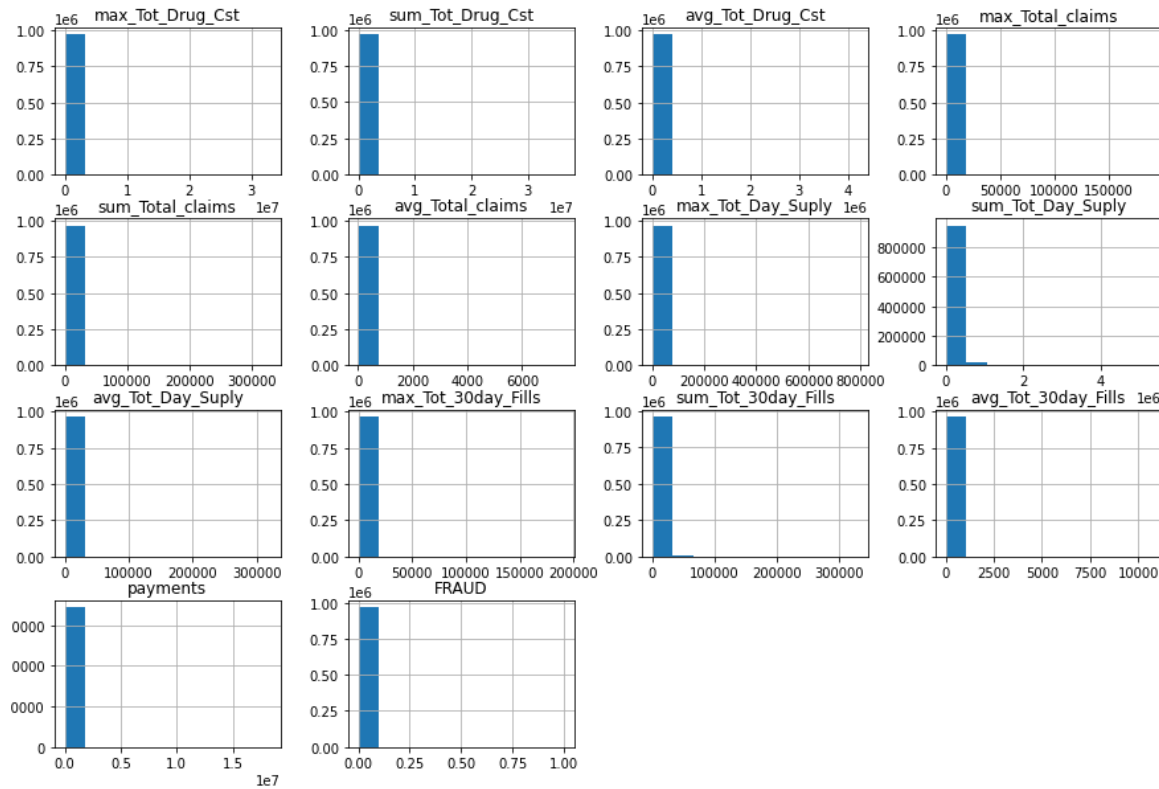 max_Tot_Drug_Cst sum_Tot_Drug_Cst avg_Tot_Drug_Cst max_Total_claims
1e6 1e6 1e6 1e6
1.00 1.00 1.00 1.00
0.75 0.75 0.75 0.75
0.50 0.50 0.50 0.50
0.25 0.25 0.25 0.25
0.00 0.00 0.00 0.00
0 1 2 3 0 1 2 3 0 1 2 3 4 0 50000 100000 150000
1e7 1e7 1e6
sum_Total_claims avg_Total_claims max_Tot_Day_Suply sum_Tot_Day_Suply
1e6 1e6 1e6
1.00 1.00 1.00
0.75 0.75 0.75 800000
0.50 0.50 0.50 600000
0.25 0.25 0.25 400000
200000
0.00 0.00 0.00 0
0 100000 200000 300000 0 2000 4000 6000 0 200000 400000 600000 800000 0 2 4
1e6
avg_Tot_Day_Suply max_Tot_30day_Fills sum_Tot_30day_Fills avg_Tot_30day_Fills
1e6 1e6 1e6 1e6
1.00 1.00 1.00 1.00
0.75 0.75 0.75 0.75
0.50 0.50 0.50 0.50
0.25 0.25 0.25 0.25
0.00 0.00 0.00 0.00
0 100000 200000 300000 0 50000 100000 150000 200000 0 100000 200000 300000 0 2500 5000 7500 10000
payments FRAUD
1e6
1.00
0000 0.75
0000 0.50
0000 0.25
0 0.00
0.0 0.5 1.0 1.5 0.00 0.25 0.50 0.75 1.00
1e7